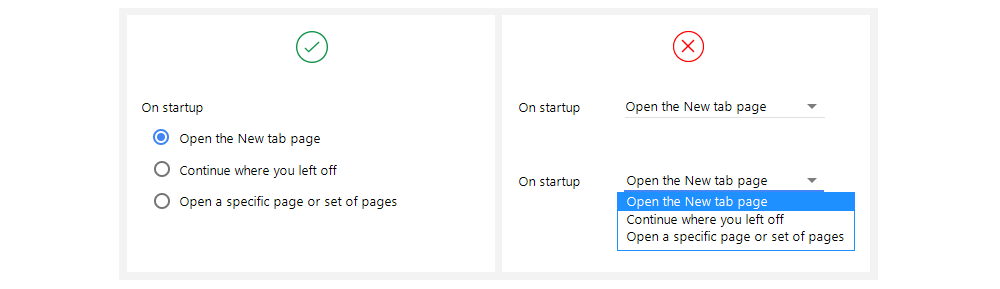 On startup
Open the New tab page
Continue where you left off
Open a specific page or set of pages
On startup Open the New tab page
On startup Open the New tab page
Open the New tab page
Continue where you left off
Open a specific page or set of pages